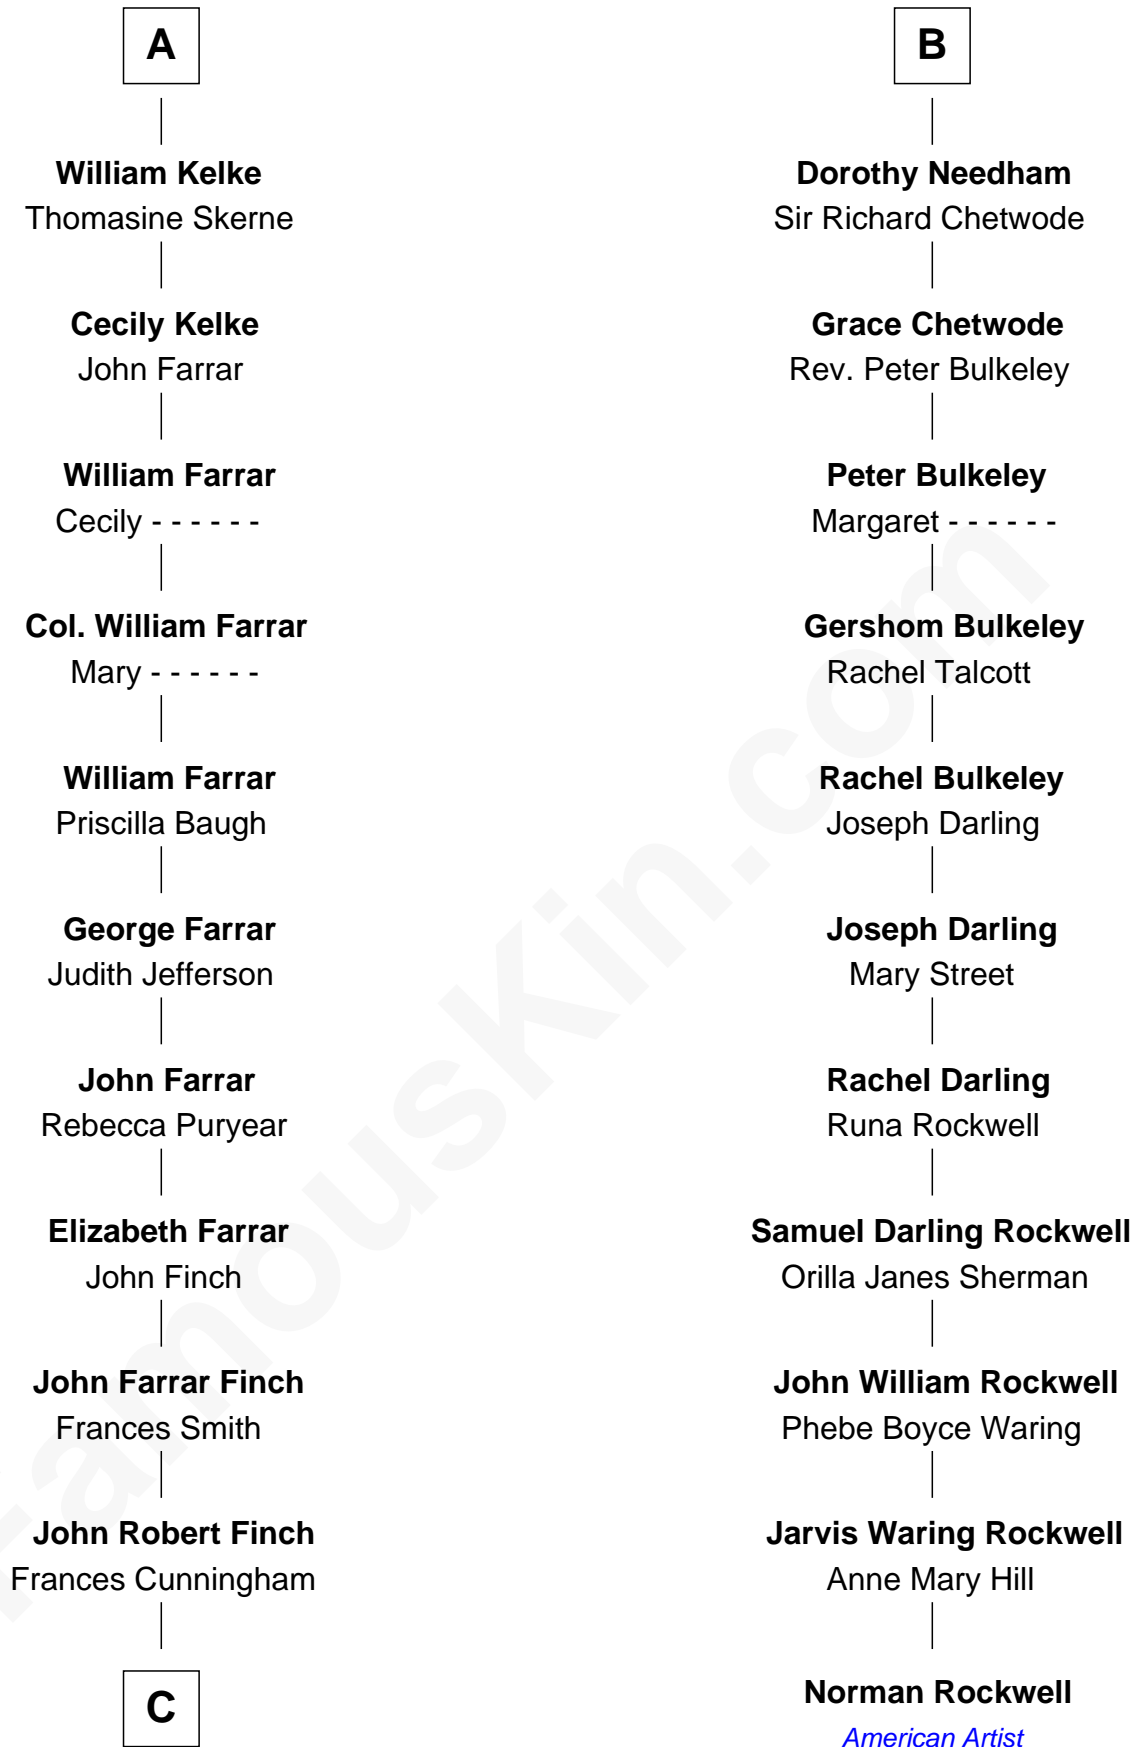 A
William Kelke
Thomasine Skerne
Cecily Kelke
John Farrar
William Farrar
Cecily - - - - - -
Col. William Farrar
Mary - - - - - -
William Farrar
Priscilla Baugh
George Farrar
Judith Jefferson
John Farrar
Rebecca Puryear
Elizabeth Farrar
John Finch
John Farrar Finch
Frances Smith
John Robert Finch
Frances Cunningham
C
B
Dorothy Needham
Sir Richard Chetwode
Grace Chetwode
Rev. Peter Bulkeley
Peter Bulkeley
Margaret - - - - - -
Gershom Bulkeley
Rachel Talcott
Rachel Bulkeley
Joseph Darling
Joseph Darling
Mary Street
Rachel Darling
Runa Rockwell
Samuel Darling Rockwell
Orilla Janes Sherman
John William Rockwell
Phebe Boyce Waring
Jarvis Waring Rockwell
Anne Mary Hill
Norman Rockwell
American Artist
FamousKin.com